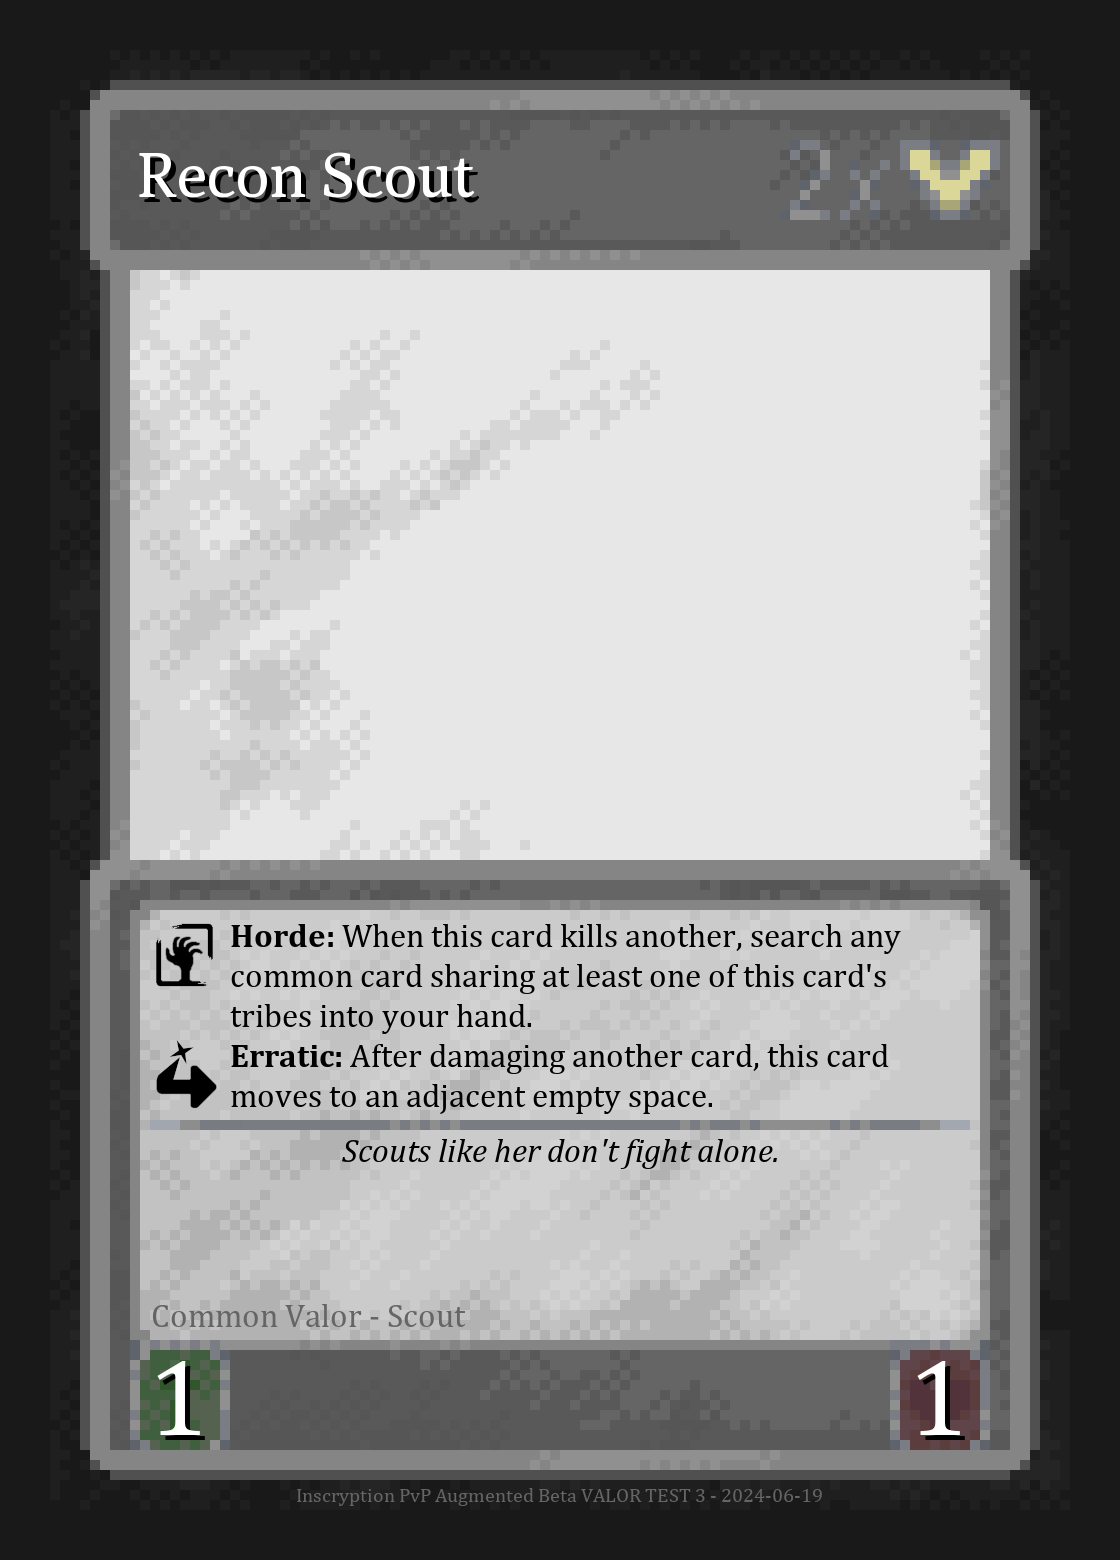 Recon Scout 2x
Horde: When this card kills another, search any
common card sharing at least one of this card's
tribes into your hand.
Erratic: After damaging another card, this card
moves to an adjacent empty space.
Scouts like her don't fight alone.
Common Valor - Scout
1 1
Inscryption PvP Augmented Beta VALOR TEST 3 - 2024-06-19